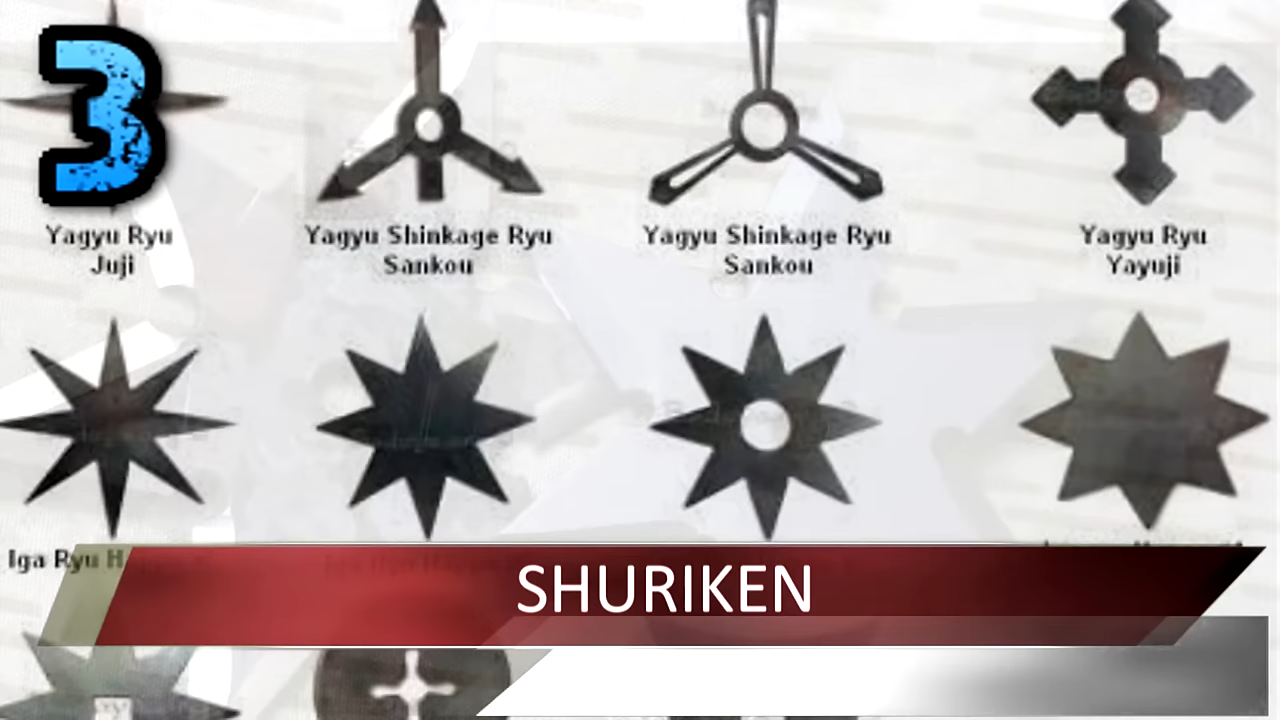 3
Yagyu Ryu
Juji
Yagyu Shinkage Ryu
Sankou
Yagyu Shinkage Ryu
Sankou
Yagyu Ryu
Yayuji
Iga Ryu
SHURIKEN